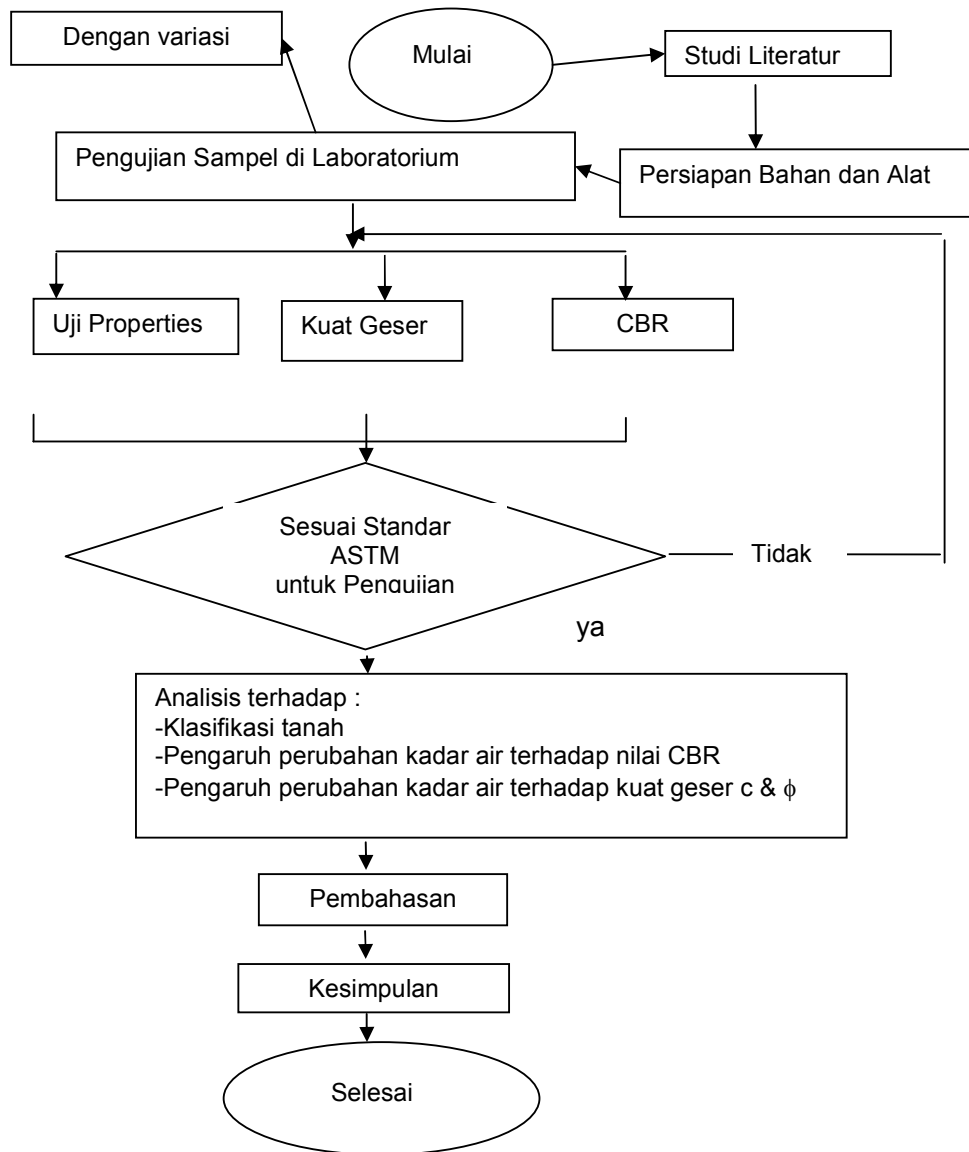 Mulai
Studi Literatur
Persiapan Bahan dan Alat
Pengujian Sampel di Laboratorium
Dengan variasi
Uji Properties
Kuat Geser
CBR
Sesuai Standar
ASTM
untuk Pengujian
Tidak
ya
Analisis terhadap :
-Klasifikasi tanah
-Pengaruh perubahan kadar air terhadap nilai CBR
-Pengaruh perubahan kadar air terhadap kuat geser c & ϕ
Pembahasan
Kesimpulan
Selesai